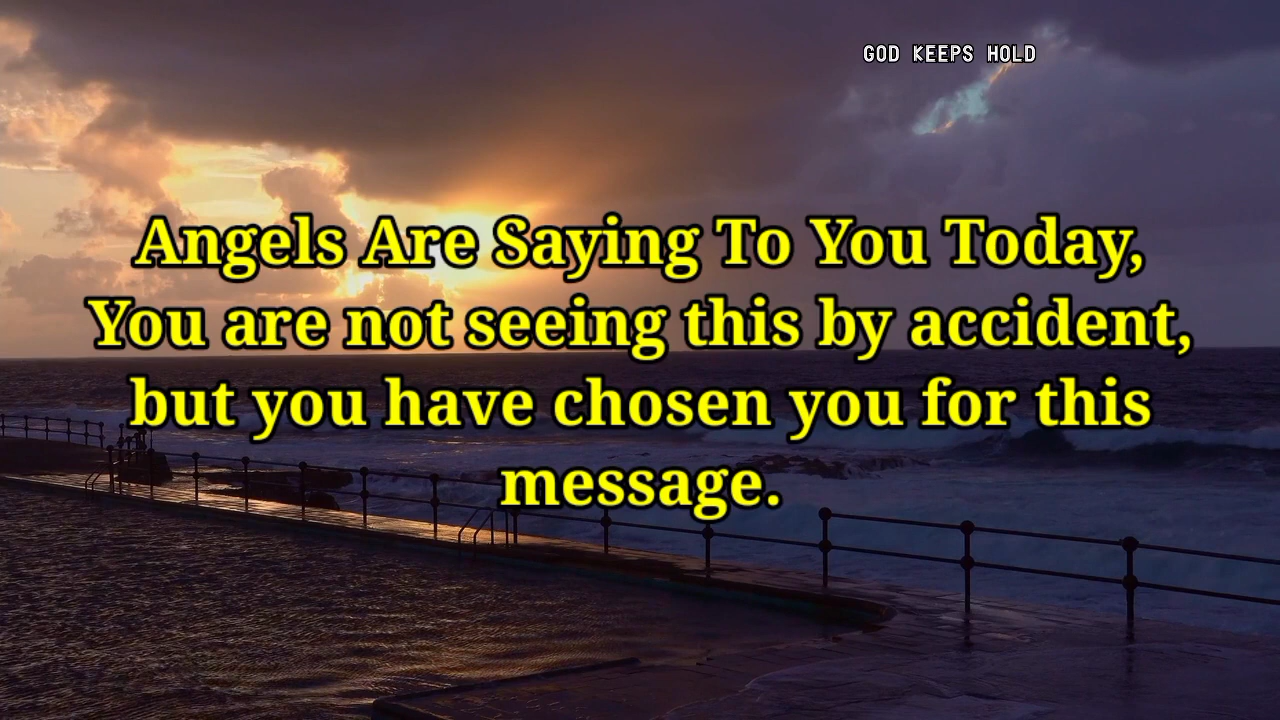 GOD KEEPS HOLD
Angels Are Saying To You Today,
You are not seeing this by accident,
but you have chosen you for this
message.